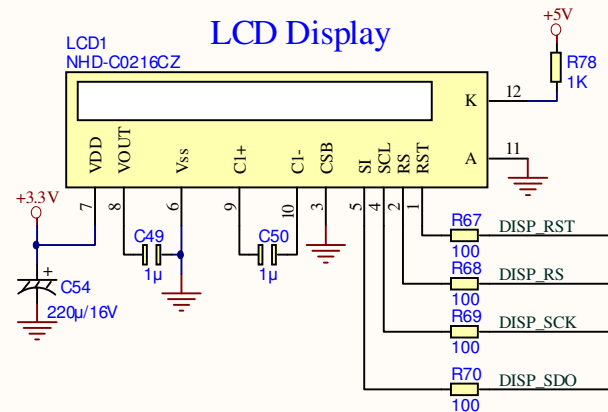 LCD Display
LCD1
NHD-C0216CZ
+5V
R78
1K
K
12
A
11
VDD
VOUT
Vss
C1+
C1-
CSB
SI
SCL
RS
RST
7
8
6
9
10
3
5
4
2
1
+3.3V
C49
1µ
C50
1µ
+
C54
220µ/16V
R67
100
DISP_RST
R68
100
DISP_RS
R69
100
DISP_SCK
R70
100
DISP_SDO